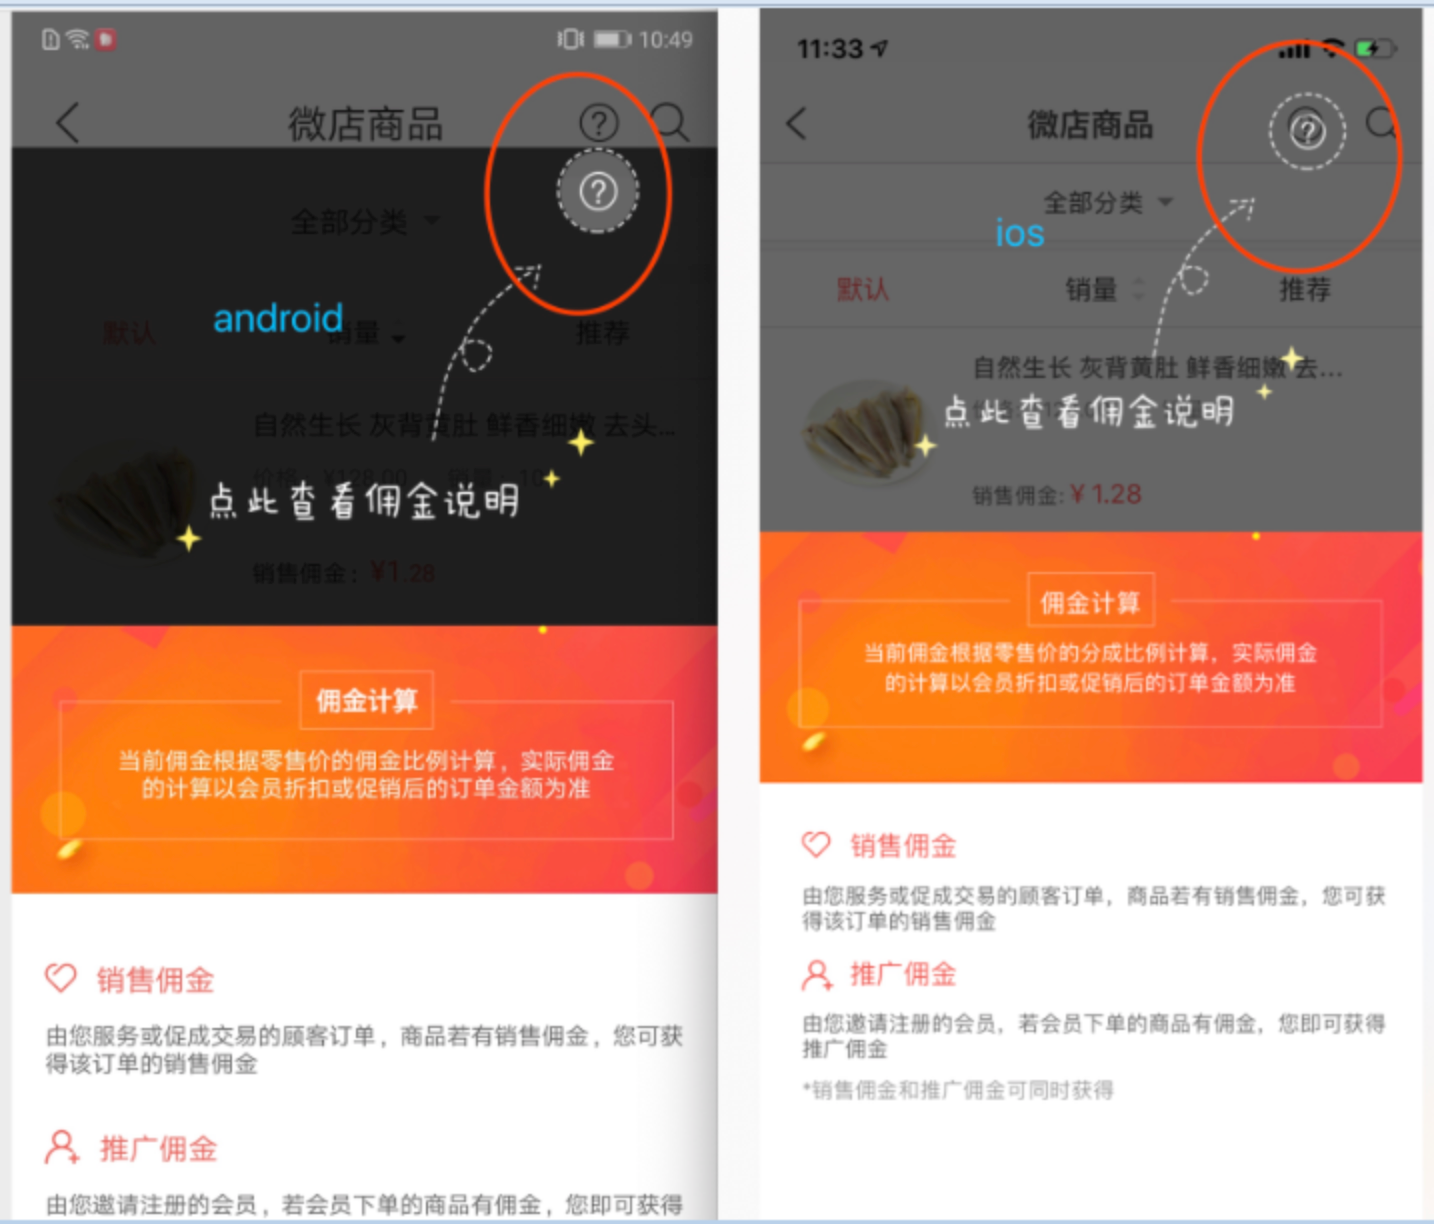 10:49
微店商品
?
?
全部分类
android
默认
销量
推荐
自然生长 灰背黄肚 鲜香细嫩 去头...
价格: ¥128.00 销量: 10
点此查看佣金说明
销售佣金: ¥1.28
佣金计算
当前佣金根据零售价的佣金比例计算，实际佣金
的计算以会员折扣或促销后的订单金额为准
销售佣金
由您服务或促成交易的顾客订单，商品若有销售佣金，您可获
得该订单的销售佣金
推广佣金
由您邀请注册的会员，若会员下单的商品有佣金，您即可获得
11:33
微店商品
?
全部分类
ios
默认
销量
推荐
自然生长 灰背黄肚 鲜香细嫩 去...
点此查看佣金说明
销售佣金: ¥1.28
佣金计算
当前佣金根据零售价的分成比例计算，实际佣金
的计算以会员折扣或促销后的订单金额为准
销售佣金
由您服务或促成交易的顾客订单，商品若有销售佣金，您可获
得该订单的销售佣金
推广佣金
由您邀请注册的会员，若会员下单的商品有佣金，您即可获得
推广佣金
*销售佣金和推广佣金可同时获得